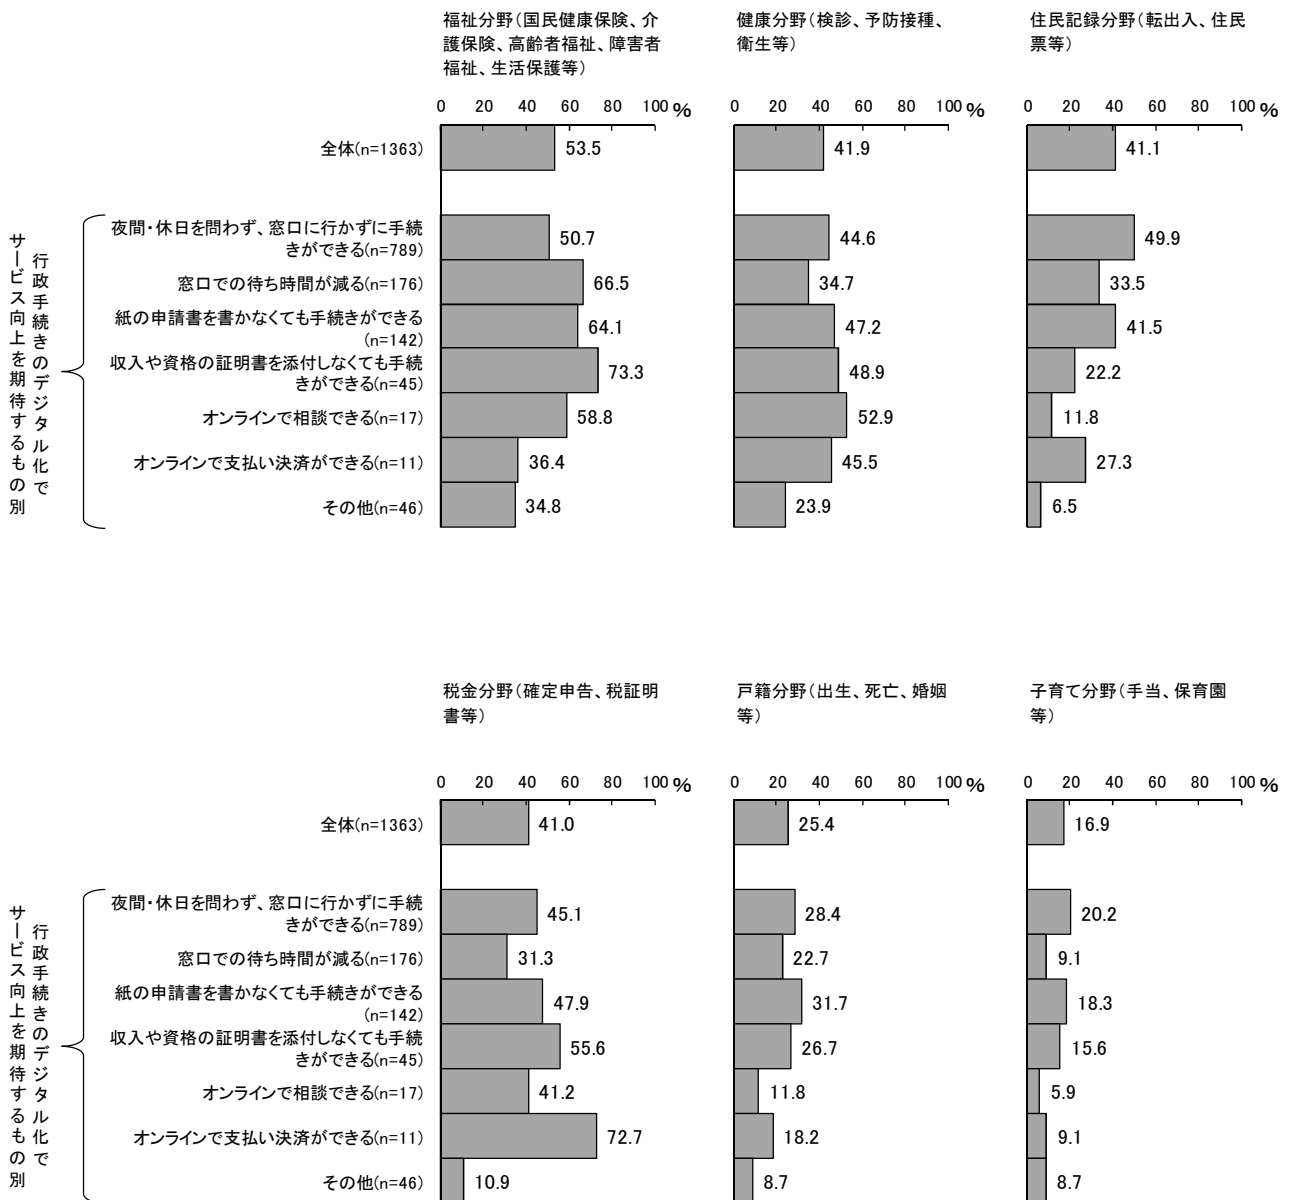 福祉分野(国民健康保険、介
護保険、高齢者福祉、障害者
福祉、生活保護等)
健康分野(検診、予防接種、
衛生等)
住民記録分野(転出入、住民
票等)
0 20 40 60 80 100 %
0 20 40 60 80 100 %
0 20 40 60 80 100 %
全体(n=1363)
53.5
41.9
41.1
行政手続きのデジタル化で
サービス向上を期待するもの別
夜間・休日を問わず、窓口に行かずに手続
きができる(n=789)
50.7
44.6
49.9
窓口での待ち時間が減る(n=176)
66.5
34.7
33.5
紙の申請書を書かなくても手続きができる
(n=142)
64.1
47.2
41.5
収入や資格の証明書を添付しなくても手続
きができる(n=45)
73.3
48.9
22.2
オンラインで相談できる(n=17)
58.8
52.9
11.8
オンラインで支払い決済ができる(n=11)
36.4
45.5
27.3
その他(n=46)
34.8
23.9
6.5
税金分野(確定申告、税証明
書等)
戸籍分野(出生、死亡、婚姻
等)
子育て分野(手当、保育園
等)
0 20 40 60 80 100 %
0 20 40 60 80 100 %
0 20 40 60 80 100 %
全体(n=1363)
41.0
25.4
16.9
行政手続きのデジタル化で
サービス向上を期待するもの別
夜間・休日を問わず、窓口に行かずに手続
きができる(n=789)
45.1
28.4
20.2
窓口での待ち時間が減る(n=176)
31.3
22.7
9.1
紙の申請書を書かなくても手続きができる
(n=142)
47.9
31.7
18.3
収入や資格の証明書を添付しなくても手続
きができる(n=45)
55.6
26.7
15.6
オンラインで相談できる(n=17)
41.2
11.8
5.9
オンラインで支払い決済ができる(n=11)
72.7
18.2
9.1
その他(n=46)
10.9
8.7
8.7